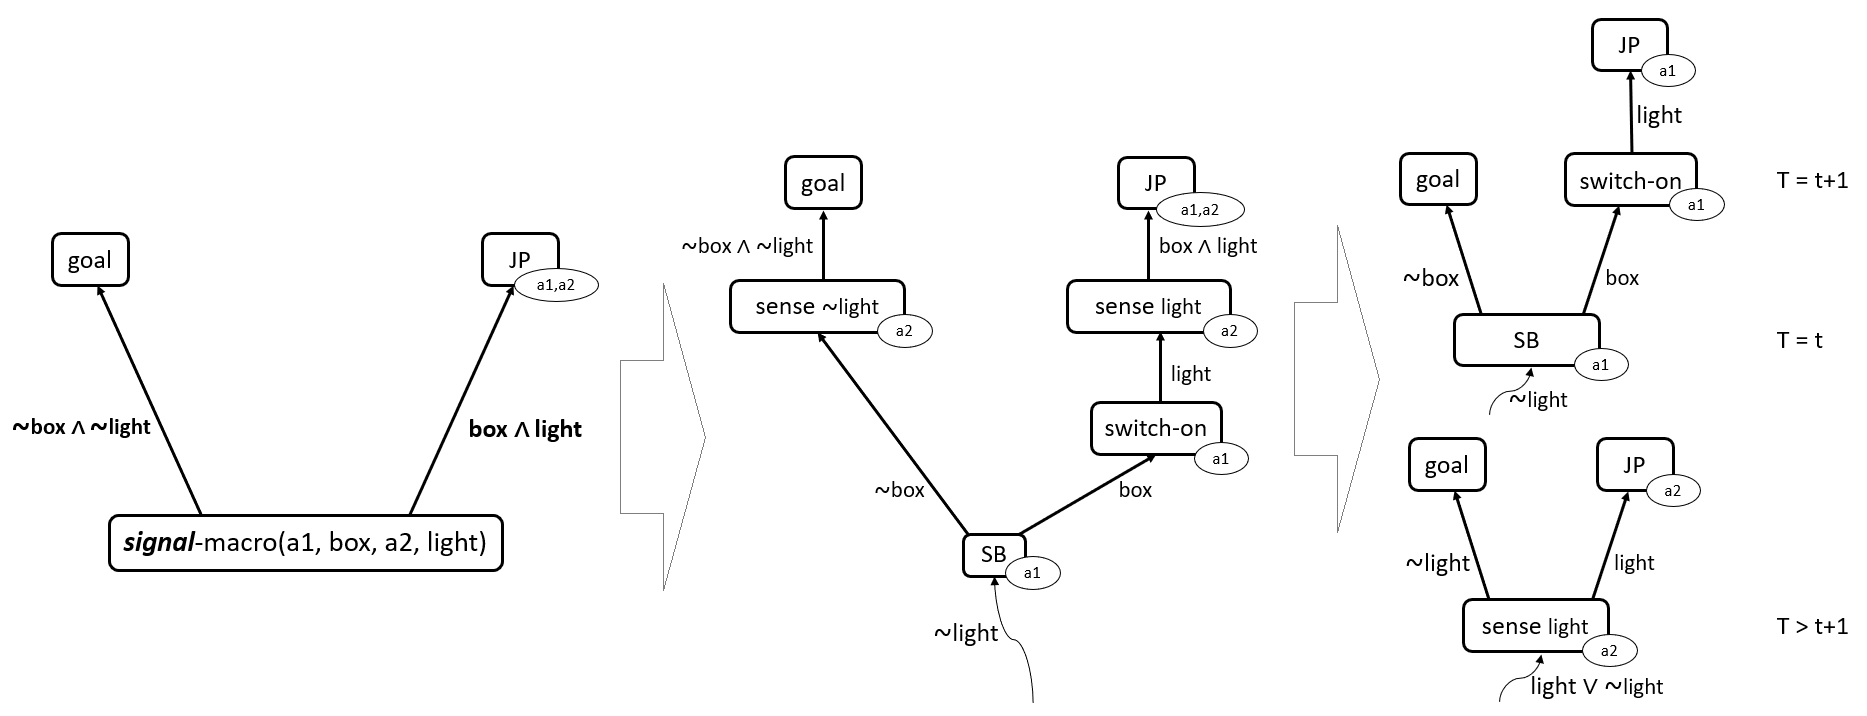 goal
JP
a1,a2
~box ∧ ~light
box ∧ light
signal-macro(a1, box, a2, light)
goal
JP
a1,a2
~box ∧ ~light
box ∧ light
sense ~light
a2
sense light
a2
light
switch-on
a1
~box
box
SB
a1
~light
JP
a1
light
goal
switch-on
a1
T = t+1
~box
box
SB
a1
T = t
~light
goal
JP
a2
~light
light
sense light
a2
T > t+1
light ∨ ~light